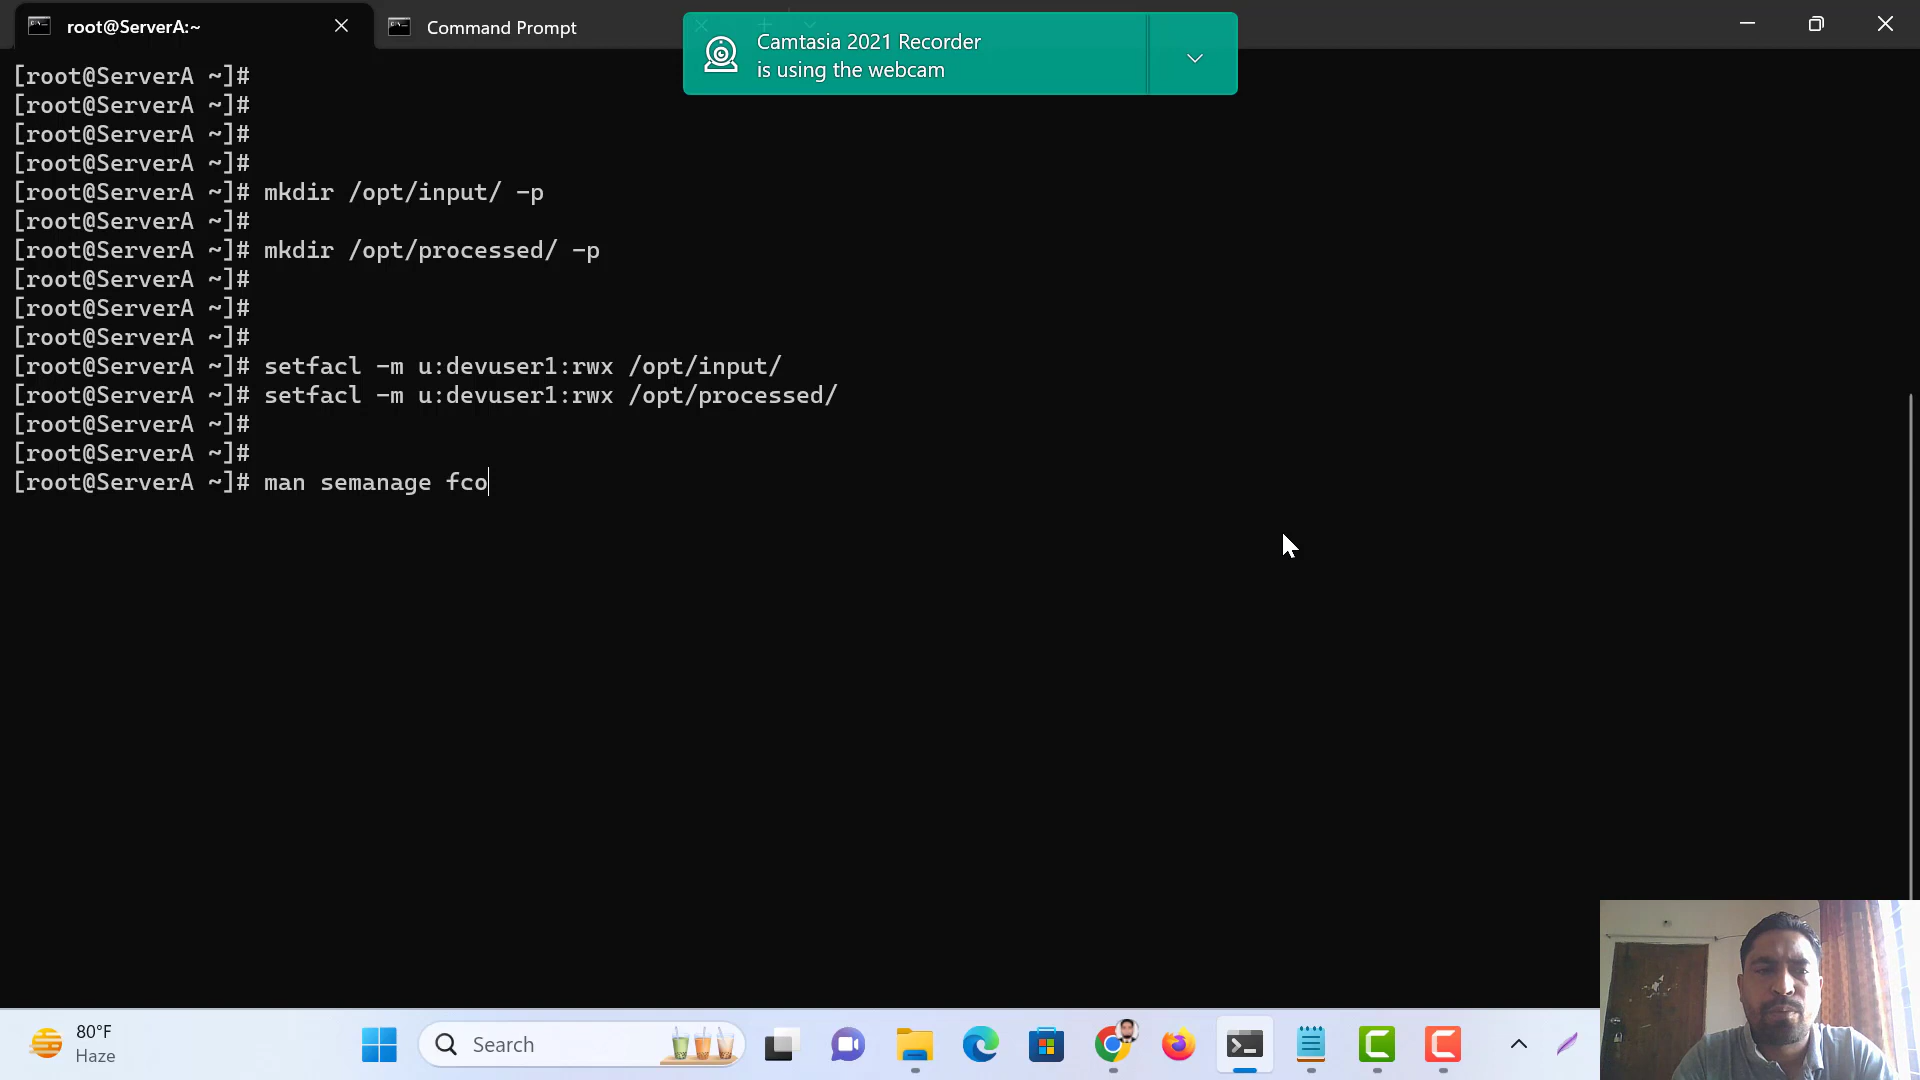 root@ServerA:~
Command Prompt
Camtasia 2021 Recorder
is using the webcam
[root@ServerA ~]#
[root@ServerA ~]#
[root@ServerA ~]#
[root@ServerA ~]#
[root@ServerA ~]# mkdir /opt/input/ -p
[root@ServerA ~]#
[root@ServerA ~]# mkdir /opt/processed/ -p
[root@ServerA ~]#
[root@ServerA ~]#
[root@ServerA ~]#
[root@ServerA ~]# setfacl -m u:devuser1:rwx /opt/input/
[root@ServerA ~]# setfacl -m u:devuser1:rwx /opt/processed/
[root@ServerA ~]#
[root@ServerA ~]#
[root@ServerA ~]# man semanage fco
80°F
Haze
Search